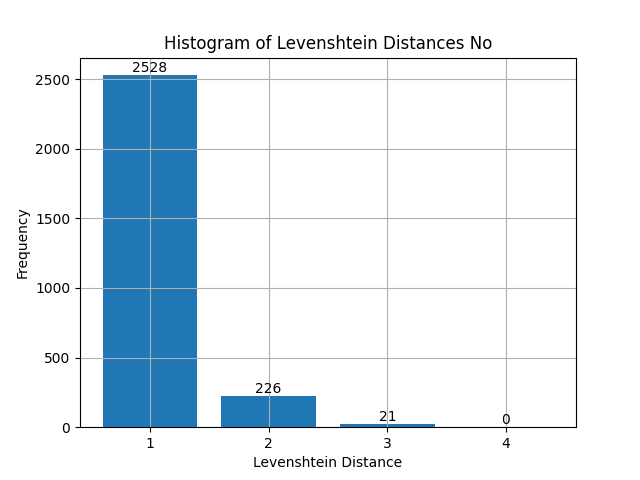 Histogram of Levenshtein Distances No
2528
2500
2000
1500
1000
500
0
226
21
0
1 2 3 4
Levenshtein Distance
Frequency